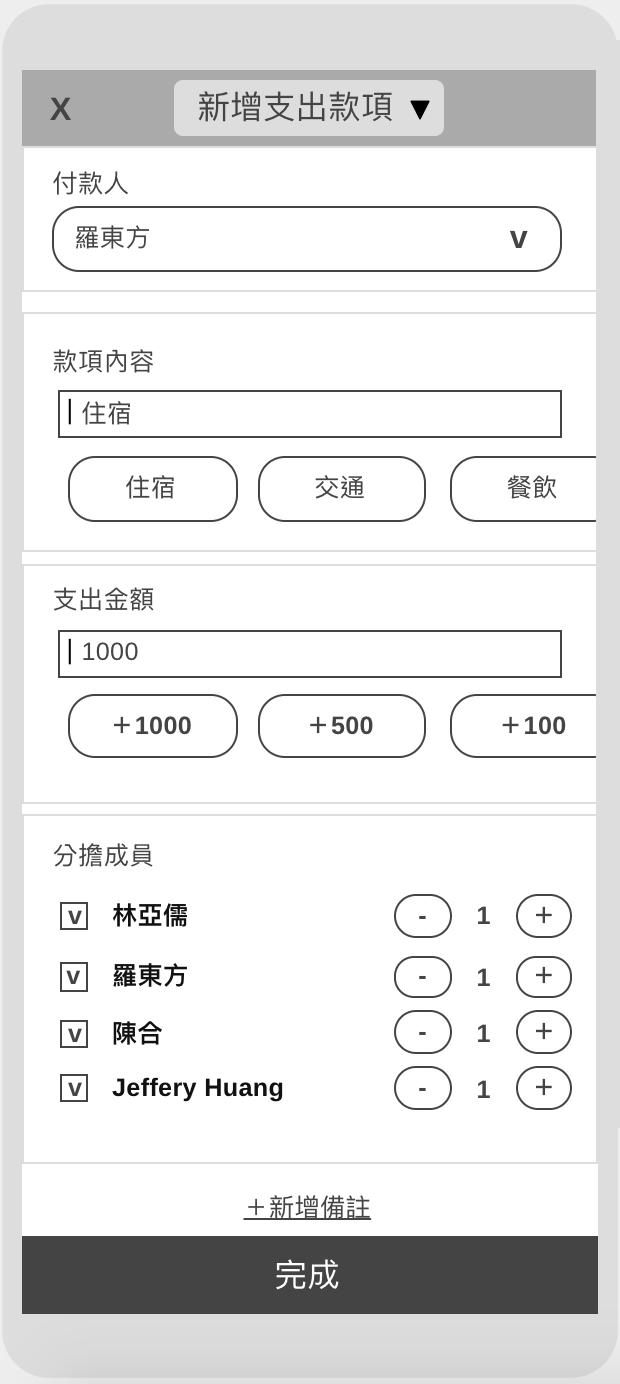 X 新增支出款項 ▼
付款人
羅東方 v
款項內容
住宿
住宿 交通 餐飲
支出金額
1000
＋1000 ＋500 ＋100
分擔成員
v 林亞儒 - 1 ＋
v 羅東方 - 1 ＋
v 陳合 - 1 ＋
v Jeffery Huang - 1 ＋
＋新增備註
完成